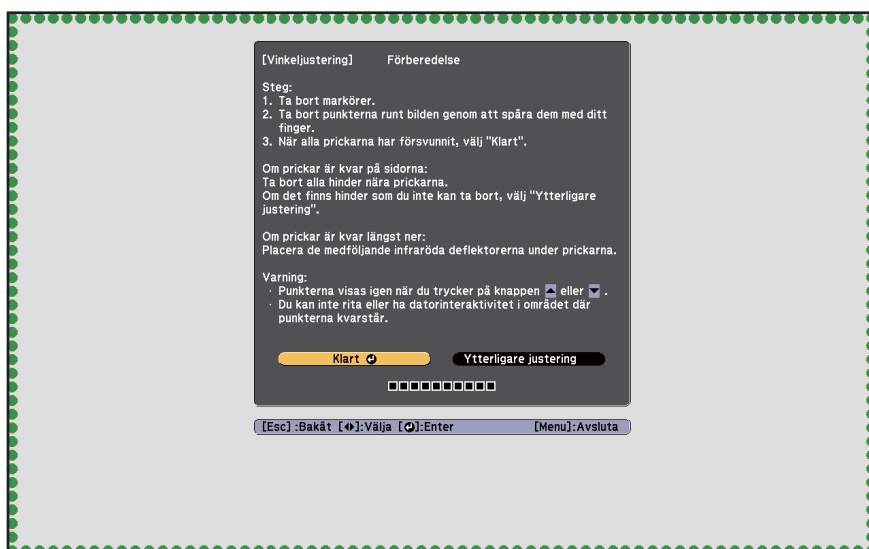 [Vinkeljustering] Förberedelse
Steg:
1. Ta bort markörer.
2. Ta bort punkterna runt bilden genom att spåra dem med ditt
finger.
3. När alla prickarna har försvunnit, välj "Klart".
Om prickar är kvar på sidorna:
Ta bort alla hinder nära prickarna.
Om det finns hinder som du inte kan ta bort, välj "Ytterligare
justering".
Om prickar är kvar längst ner:
Placera de medföljande infraröda deflektorerna under prickarna.
Varning:
· Punkterna visas igen när du trycker på knappen ▲ eller ▼ .
· Du kan inte rita eller ha datorinteraktivitet i området där
punkterna kvarstår.
Klart Ytterligare justering
[Esc] :Bakåt [◆]:Välja [⏎]:Enter [Menu]:Avsluta